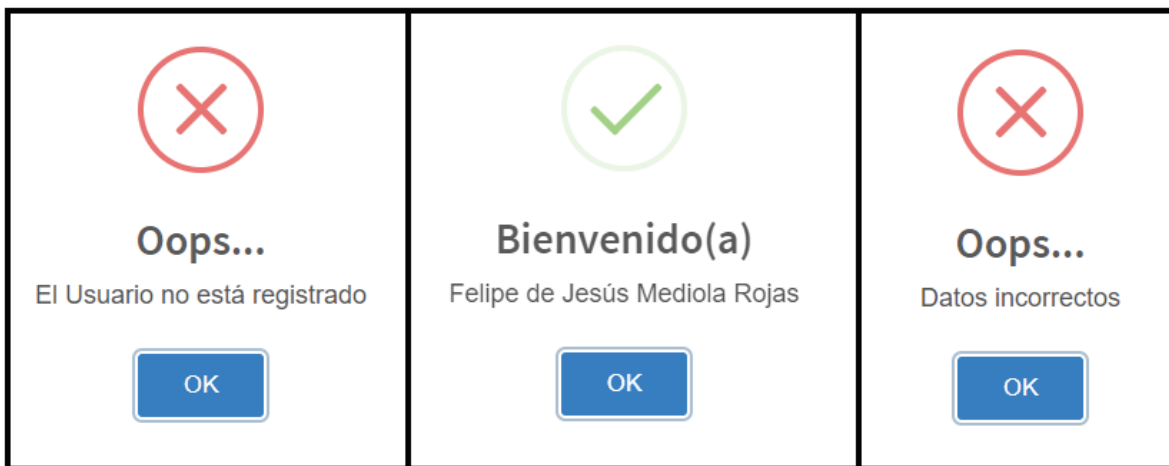 Oops...
El Usuario no está registrado
OK
Bienvenido(a)
Felipe de Jesús Mediola Rojas
OK
Oops...
Datos incorrectos
OK